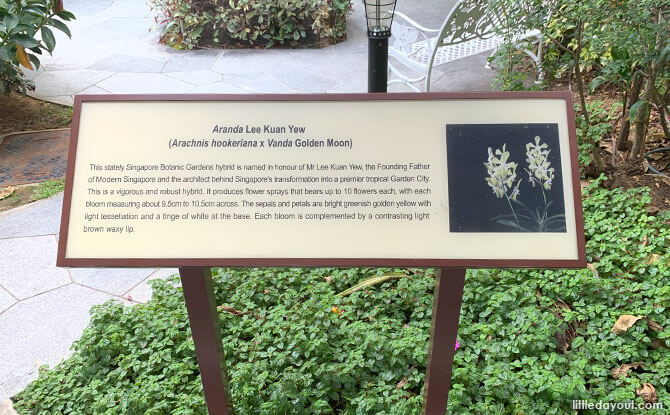 Aranda Lee Kuan Yew
(Arachnis hookeriana x Vanda Golden Moon)
This stately Singapore Botanic Gardens hybrid is named in honour of Mr Lee Kuan Yew, the Founding Father
of Modern Singapore and the architect behind Singapore's transformation into a premier tropical Garden City.
This is a vigorous and robust hybrid. It produces flower sprays that bears up to 10 flowers each, with each
bloom measuring about 9.5cm to 10.5cm across. The sepals and petals are bright greenish golden yellow with
light tessellation and a tinge of white at the base. Each bloom is complemented by a contrasting light
brown waxy lip.
littledayout.com